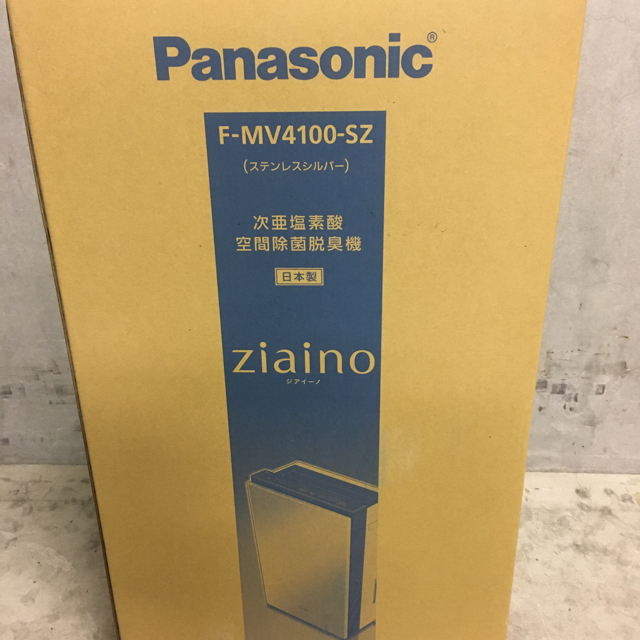 Panasonic®
F-MV4100-SZ
(ステンレスシルバー)
次亜塩素酸
空間除菌脱臭機
日本製
ziaino
ジアイーノ